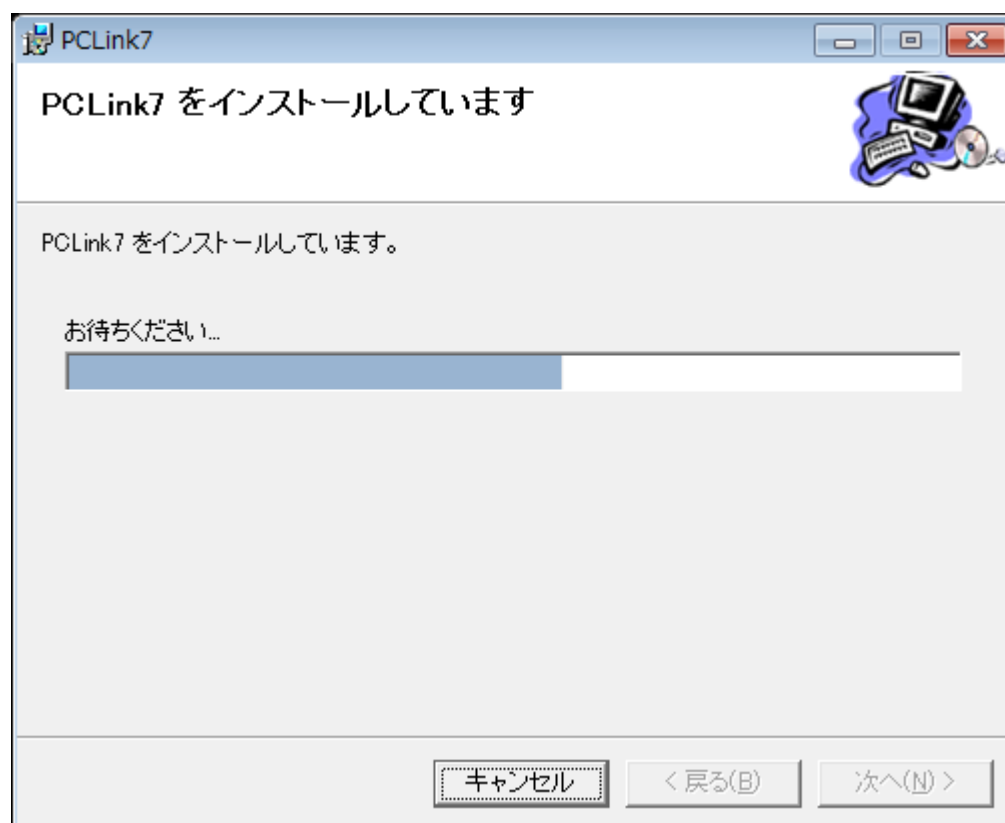 PCLink7
PCLink7 をインストールしています
PCLink7 をインストールしています。
お待ちください...
キャンセル
< 戻る(B)
次へ(N) >